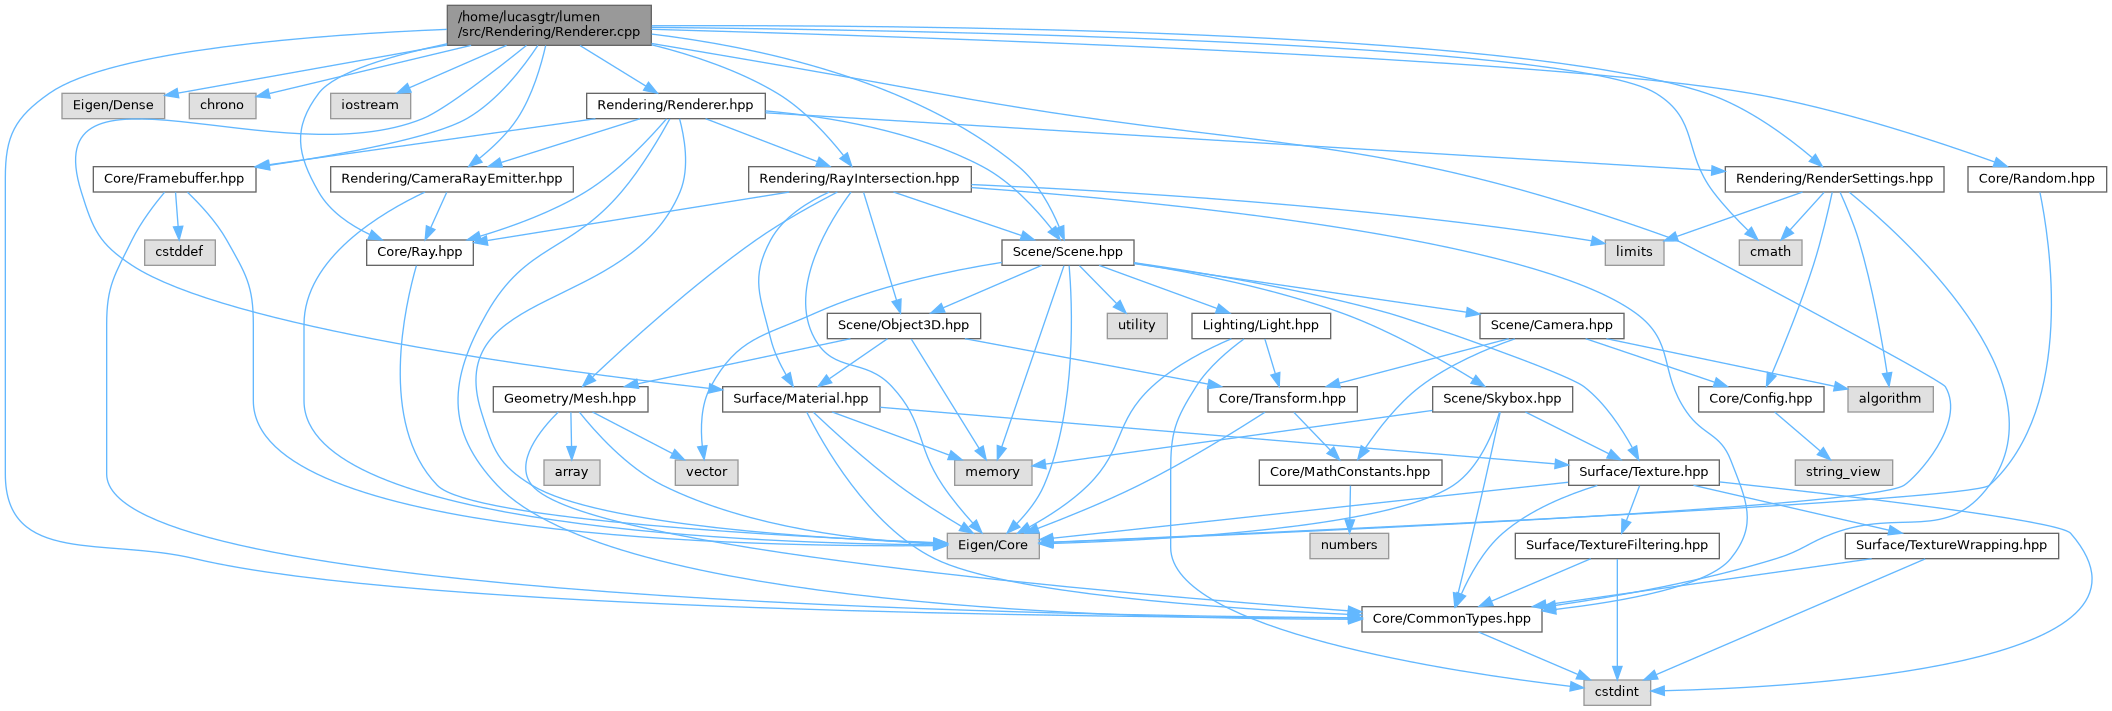 /home/lucasgtr/lumen
/src/Rendering/Renderer.cpp
Eigen/Dense
chrono
iostream
Rendering/Renderer.hpp
Core/Framebuffer.hpp
Rendering/CameraRayEmitter.hpp
Rendering/RayIntersection.hpp
Rendering/RenderSettings.hpp
Core/Random.hpp
cstddef
Core/Ray.hpp
Scene/Scene.hpp
limits
cmath
Scene/Object3D.hpp
utility
Lighting/Light.hpp
Scene/Camera.hpp
Geometry/Mesh.hpp
Surface/Material.hpp
Core/Transform.hpp
Scene/Skybox.hpp
Core/Config.hpp
algorithm
array
vector
memory
Core/MathConstants.hpp
Surface/Texture.hpp
string_view
Eigen/Core
numbers
Surface/TextureFiltering.hpp
Surface/TextureWrapping.hpp
Core/CommonTypes.hpp
cstdint